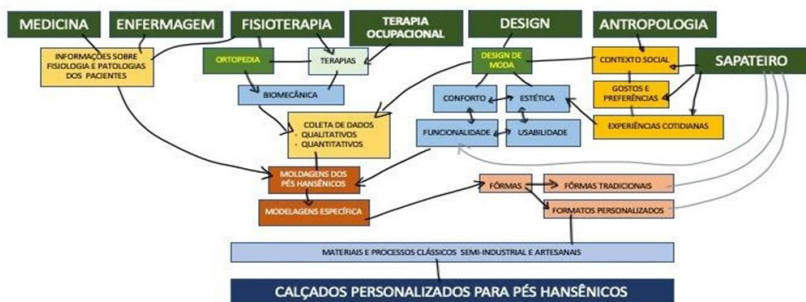 MEDICINA
ENFERMAGEM
FISIOTERAPIA
TERAPIA
OCUPACIONAL
DESIGN
ANTROPOLOGIA
SAPATEIRO
INFORMAÇÕES SOBRE
FISIOLOGIA E PATOLOGIAS
DOS PACIENTES
ORTOPEDIA
TERAPIAS
DESIGN DE
MODA
CONTEXTO SOCIAL
BIOMECÂNICA
CONFORTO
ESTÉTICA
GOSTOS E
PREFERÊNCIAS
COLETA DE DADOS
- QUALITATIVOS
- QUANTITATIVOS
FUNCIONALIDADE
USABILIDADE
EXPERIÊNCIAS COTIDIANAS
MOLDAGENS DOS
PÉS HANSÊNICOS
MODELAGENS ESPECÍFICA
FÔRMAS
FÔRMAS TRADICIONAIS
FORMATOS PERSONALIZADOS
MATERIAIS E PROCESSOS CLÁSSICOS SEMI-INDUSTRIAL E ARTESANAIS
CALÇADOS PERSONALIZADOS PARA PÉS HANSÊNICOS